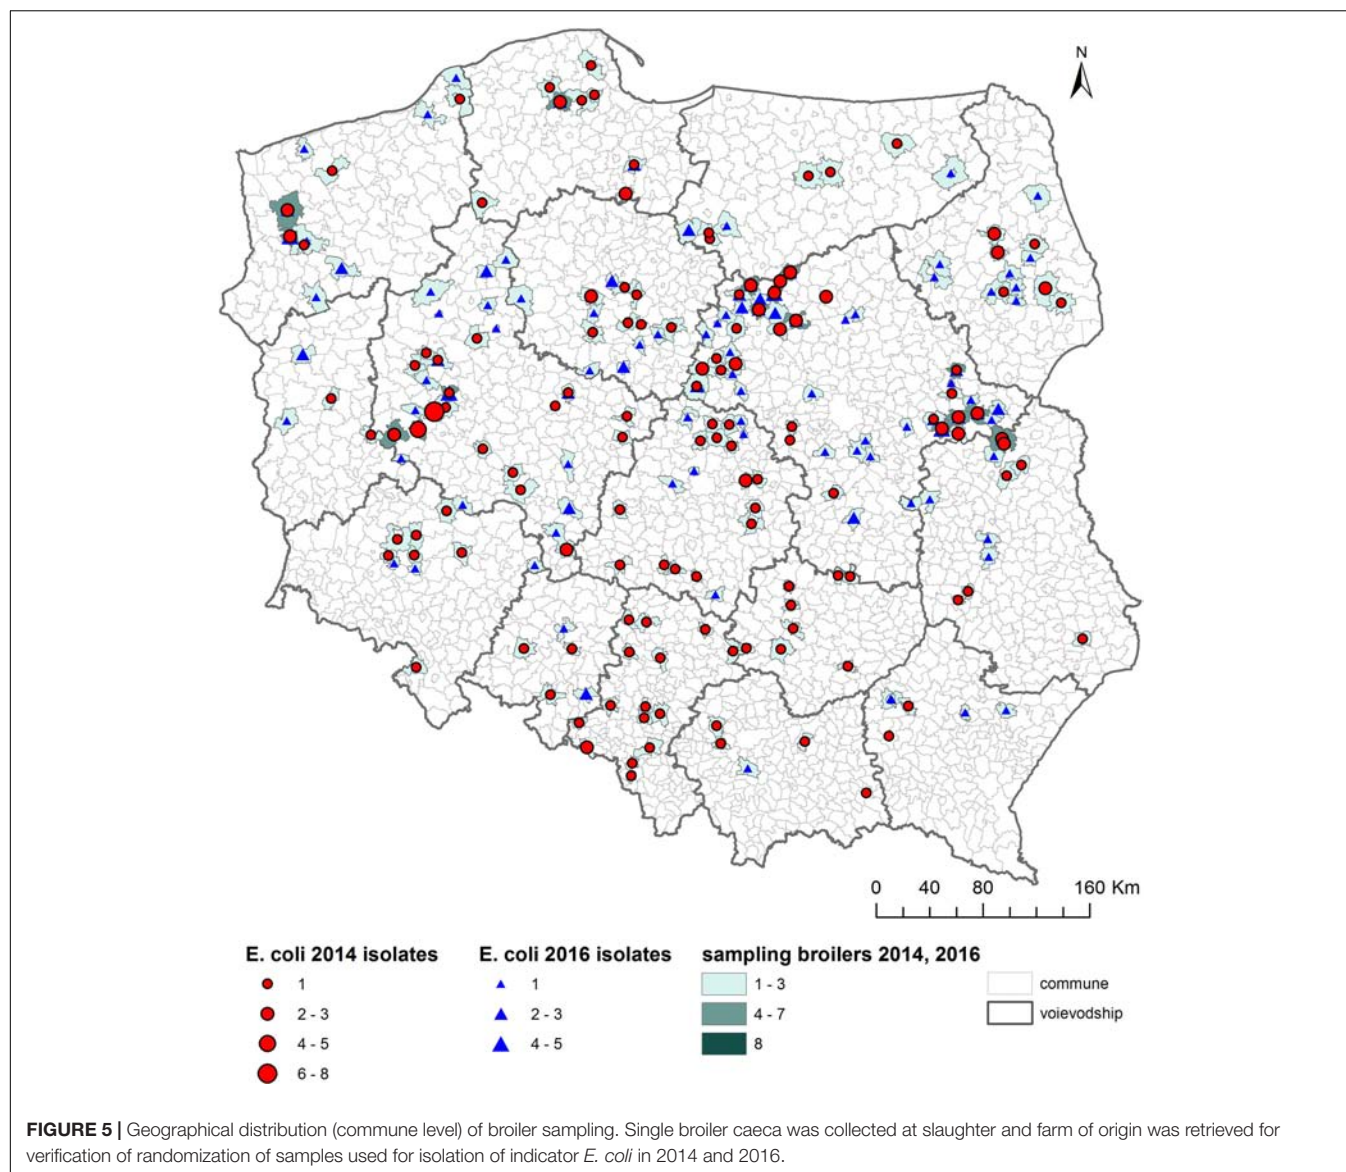 N
0 40 80 160 Km
E. coli 2014 isolates
1
2 - 3
4 - 5
6 - 8
E. coli 2016 isolates
1
2 - 3
4 - 5
sampling broilers 2014, 2016
1 - 3
4 - 7
8
commune
voievodship
FIGURE 5 | Geographical distribution (commune level) of broiler sampling. Single broiler caeca was collected at slaughter and farm of origin was retrieved for
verification of randomization of samples used for isolation of indicator E. coli in 2014 and 2016.